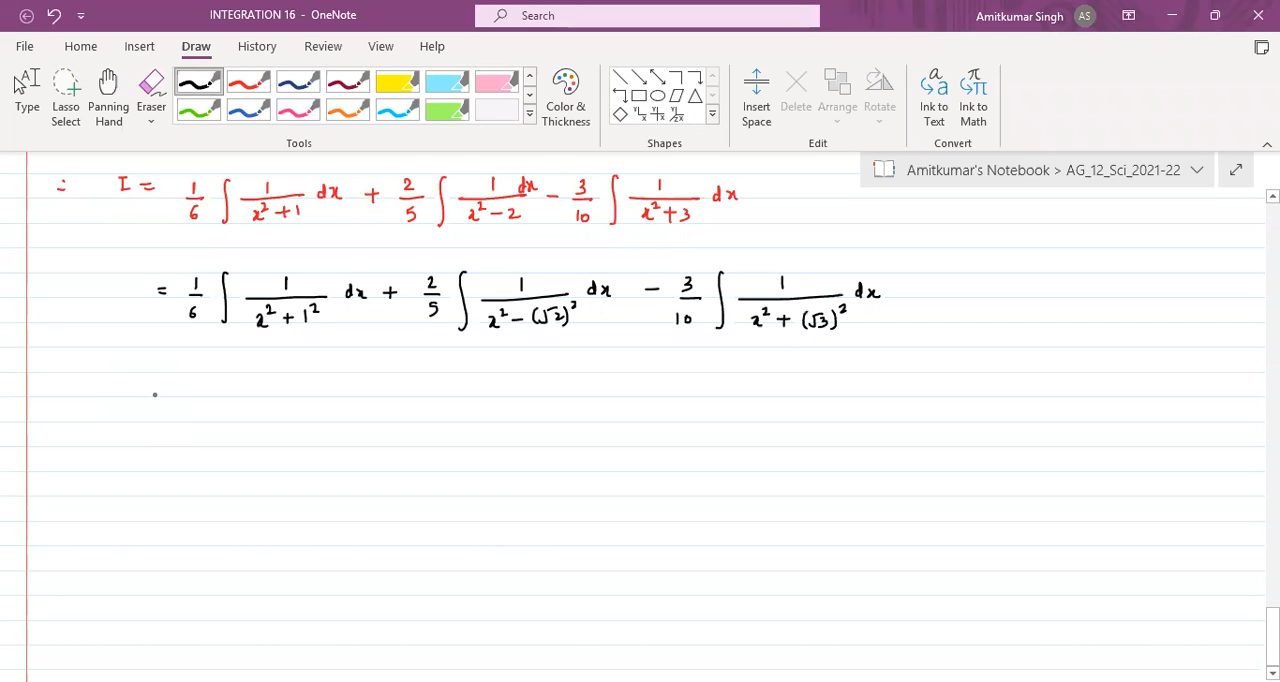 INTEGRATION 16 - OneNote
Search
Amitkumar Singh AS
File Home Insert Draw History Review View Help
Type Lasso Select Panning Hand Eraser Color & Thickness Insert Space Delete Arrange Rotate Ink to Text Ink to Math
Tools Shapes Edit Convert
Amitkumar's Notebook > AG_12_Sci_2021-22
∴ I = 1/6 ∫ 1/(x²+1) dx + 2/5 ∫ 1/(x²-2) dx - 3/10 ∫ 1/(x²+3) dx
= 1/6 ∫ 1/(x²+1²) dx + 2/5 ∫ 1/(x²-(√2)²) dx - 3/10 ∫ 1/(x²+(√3)²) dx